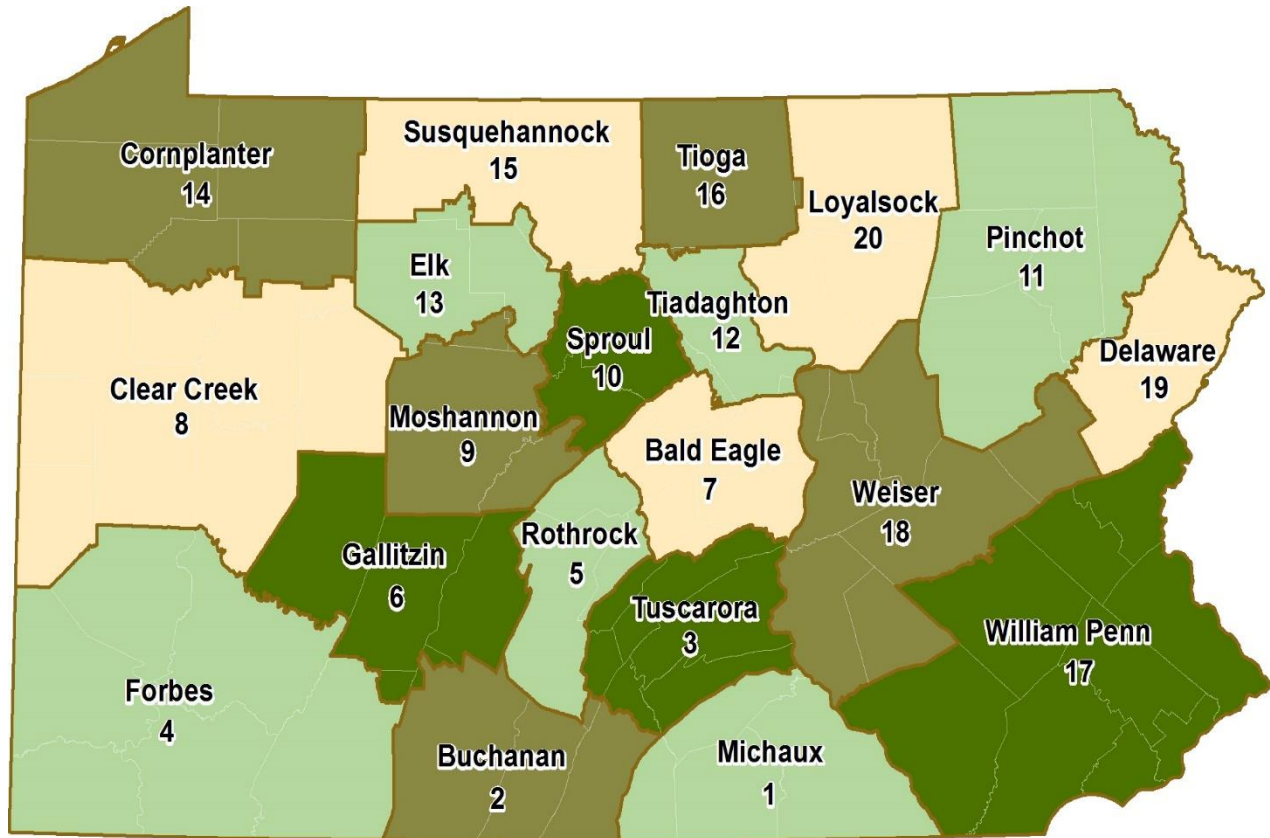 Cornplanter
14
Susquehannock
15
Tioga
16
Loyalsock
20
Pinchot
11
Elk
13
Tiadaghton
12
Sproul
10
Delaware
19
Clear Creek
8
Moshannon
9
Bald Eagle
7
Weiser
18
Gallitzin
6
Rothrock
5
Tuscarora
3
William Penn
17
Forbes
4
Buchanan
2
Michaux
1